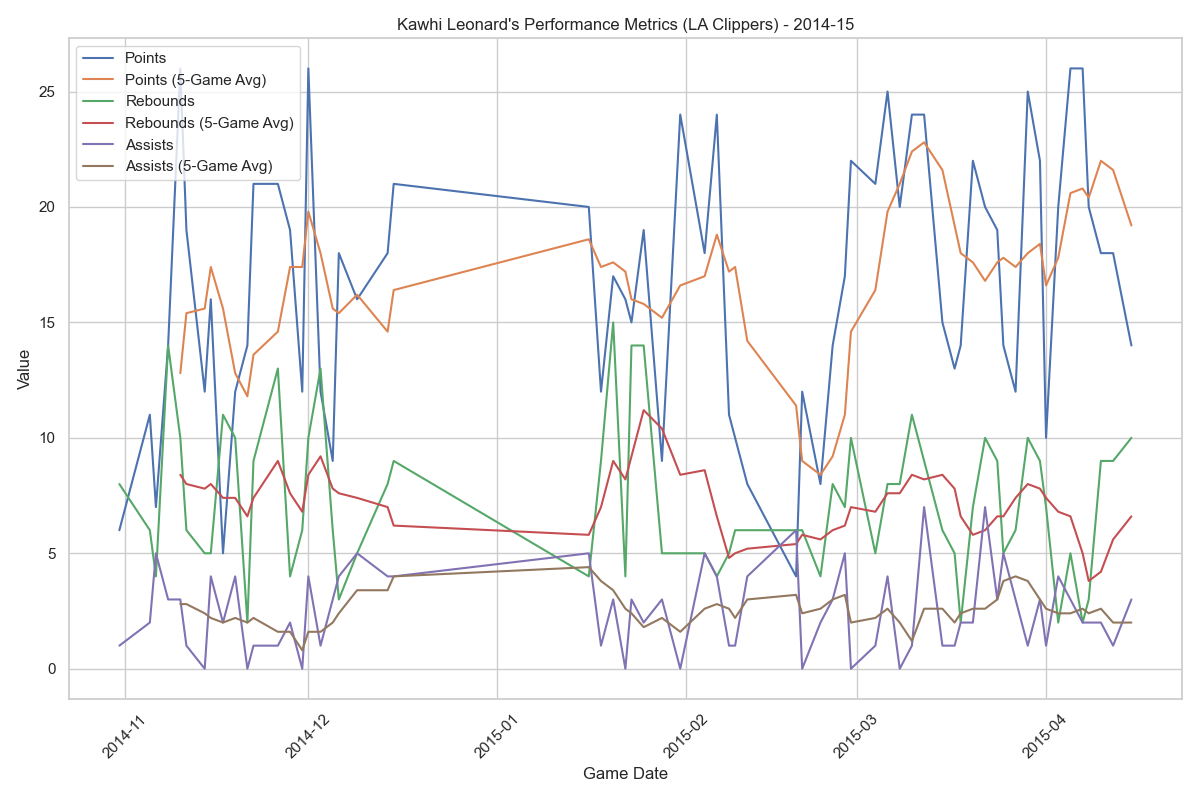 Kawhi Leonard's Performance Metrics (LA Clippers) - 2014-15
Points
Points (5-Game Avg)
Rebounds
Rebounds (5-Game Avg)
Assists
Assists (5-Game Avg)
25
20
15
10
5
0
Value
2014-11
2014-12
2015-01
2015-02
2015-03
2015-04
Game Date